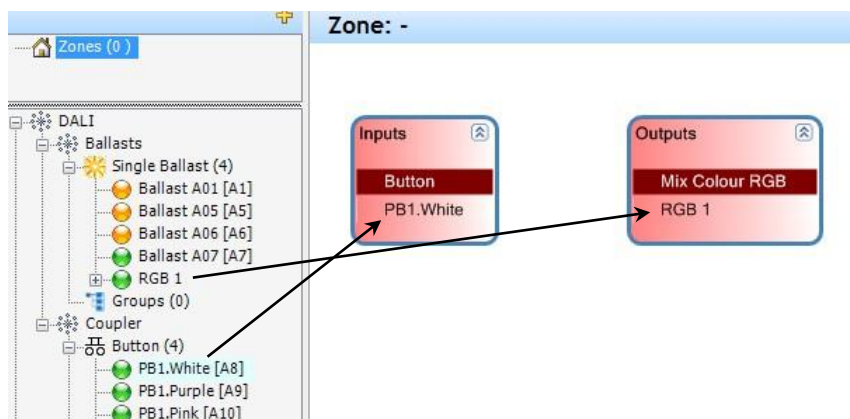 Zones (0 )
DALI
Ballasts
Single Ballast (4)
Ballast A01 [A1]
Ballast A05 [A5]
Ballast A06 [A6]
Ballast A07 [A7]
RGB 1
Groups (0)
Coupler
Button (4)
PB1.White [A8]
PB1.Purple [A9]
PB1.Pink [A10]
Zone: -
Inputs
Button
PB1.White
Outputs
Mix Colour RGB
RGB 1